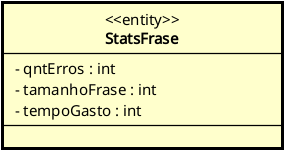 <<entity>>
StatsFrase
- qntErros : int
- tamanhoFrase : int
- tempoGasto : int